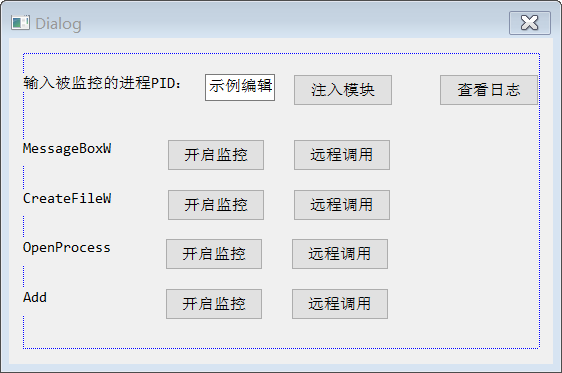 Dialog
输入被监控的进程PID: 示例编辑 注入模块 查看日志
MessageBoxW 开启监控 远程调用
CreateFileW 开启监控 远程调用
OpenProcess 开启监控 远程调用
Add 开启监控 远程调用